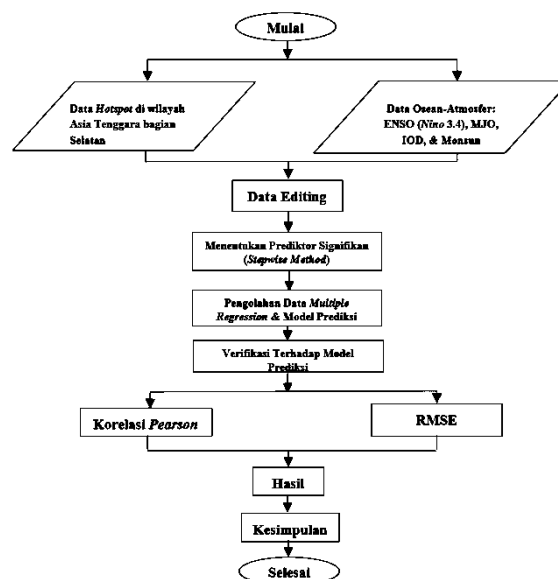 Mulai
Data Hotspot di wilayah
Asia Tenggara bagian
Selatan
Data Osean-Atmosfer:
ENSO (Nino 3.4), MJO,
IOD, & Monsun
Data Editing
Menentukan Prediktor Signifikan
(Stepwise Method)
Pengolahan Data Multiple
Regression & Model Prediksi
Verifikasi Terhadap Model
Prediksi
Korelasi Pearson
RMSE
Hasil
Kesimpulan
Selesai